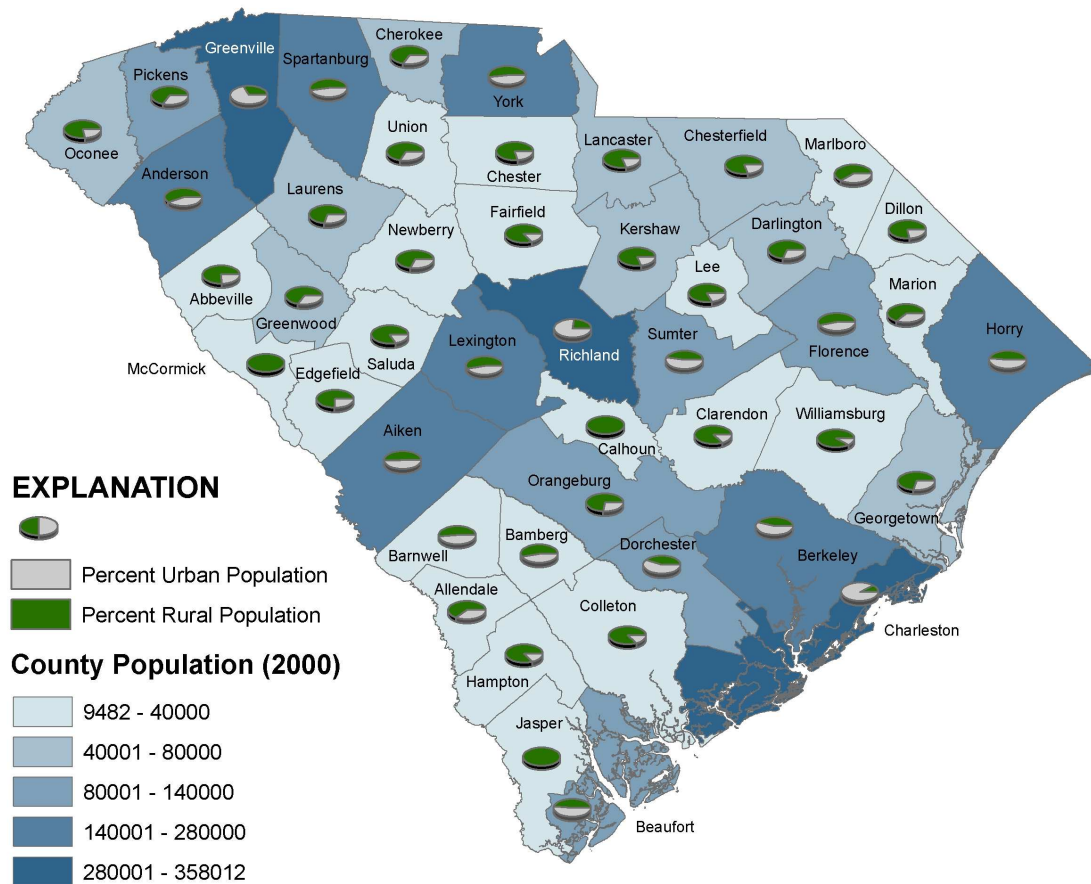 Cherokee
Greenville
Spartanburg
Pickens
York
Oconee
Union
Chester
Lancaster
Chesterfield
Marlboro
Anderson
Laurens
Newberry
Fairfield
Kershaw
Darlington
Dillon
Lee
Marion
Abbeville
Greenwood
Saluda
Lexington
Richland
Sumter
Florence
Horry
McCormick
Edgefield
Aiken
Calhoun
Clarendon
Williamsburg
Orangeburg
Georgetown
Barnwell
Bamberg
Dorchester
Berkeley
Allendale
Colleton
Charleston
Hampton
Jasper
Beaufort
EXPLANATION
Percent Urban Population
Percent Rural Population
County Population (2000)
9482 - 40000
40001 - 80000
80001 - 140000
140001 - 280000
280001 - 358012